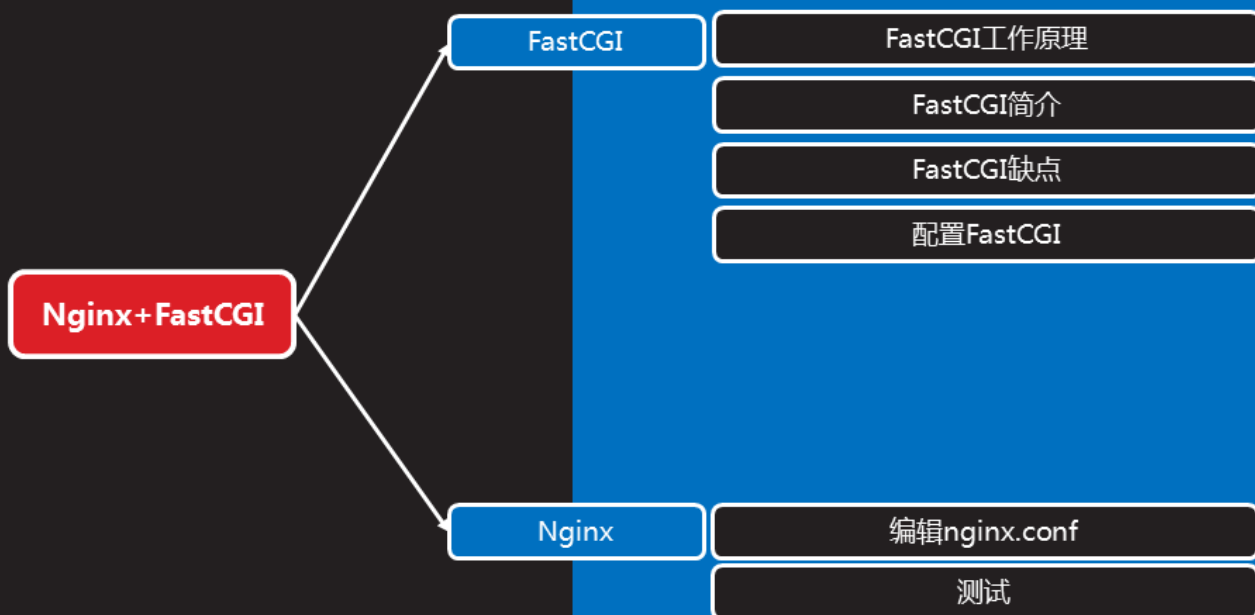 FastCGI
FastCGI工作原理
FastCGI简介
FastCGI缺点
配置FastCGI
Nginx+FastCGI
Nginx
编辑nginx.conf
测试